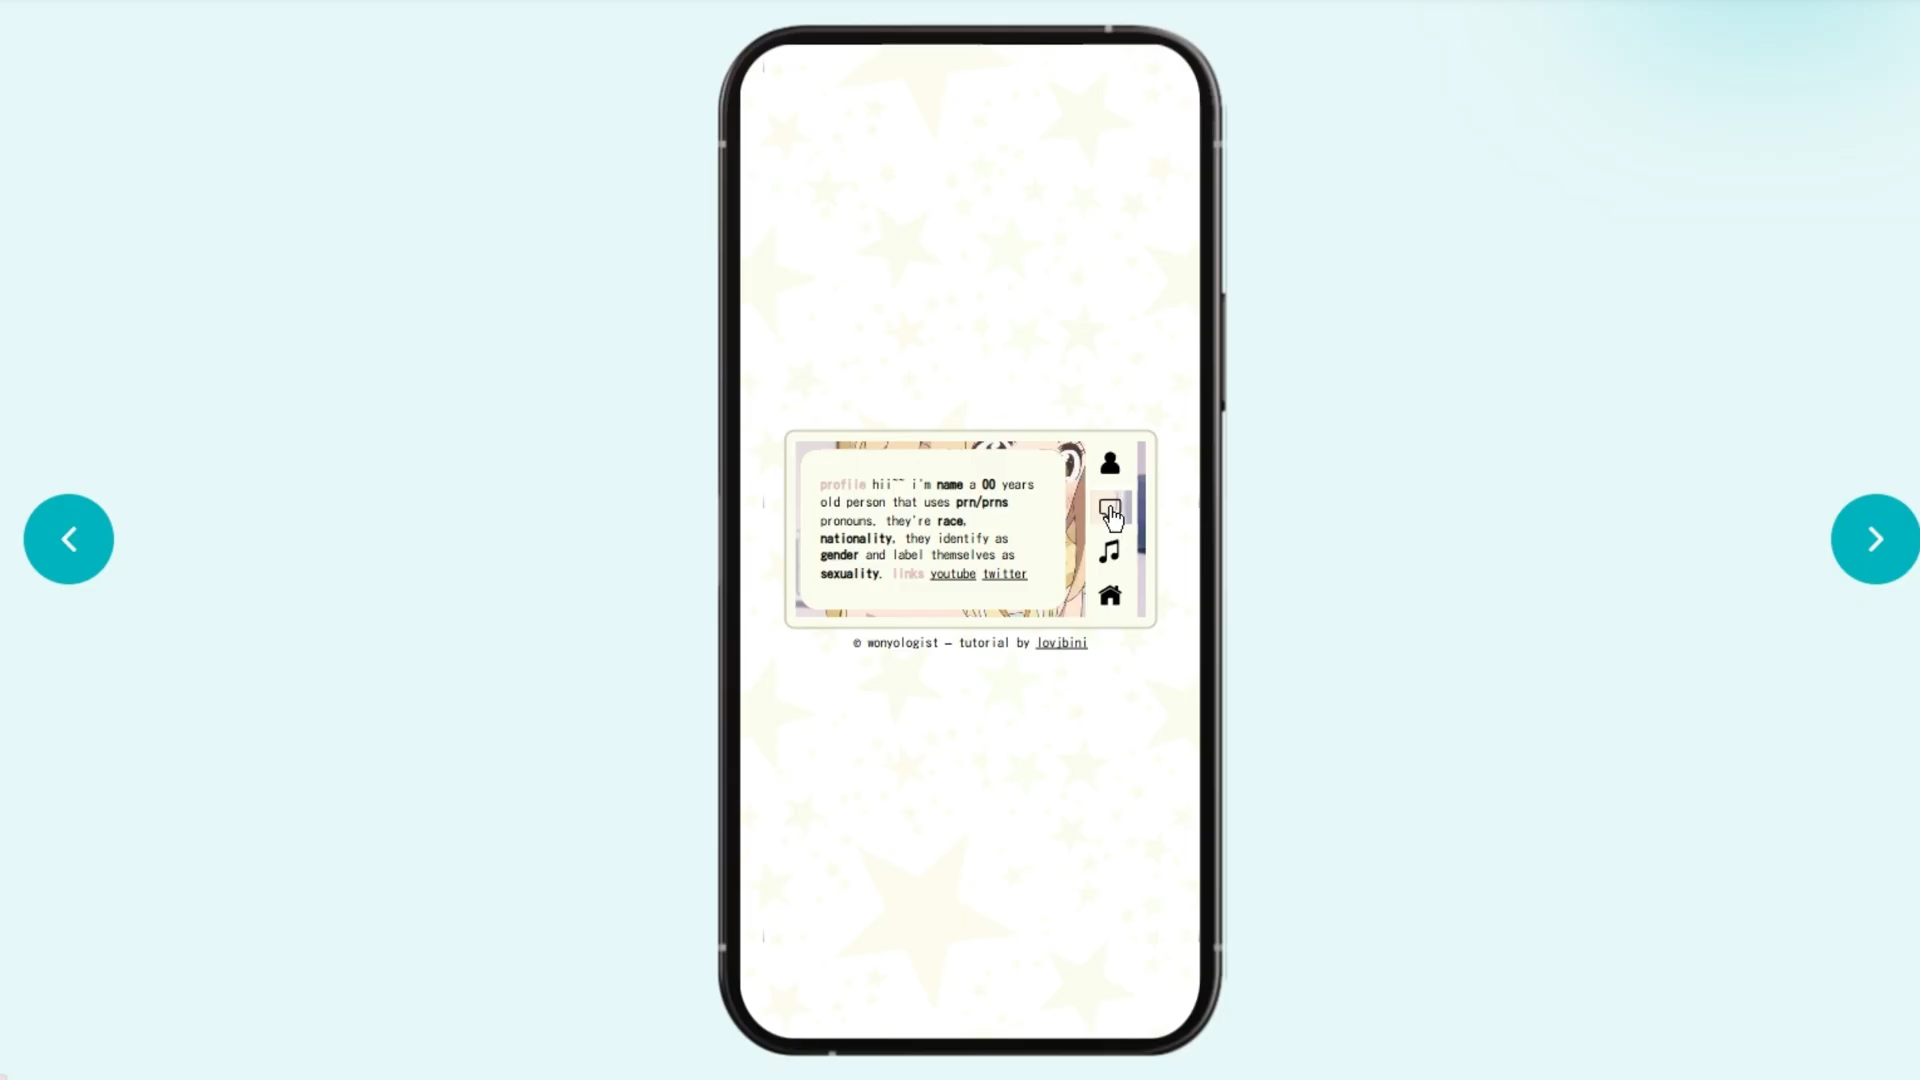 profile hii~~ i'm name a 00 years
old person that uses prn/prns
pronouns. they're race,
nationality, they identify as
gender and label themselves as
sexuality. links youtube twitter
© wonyologist – tutorial by lovjbini